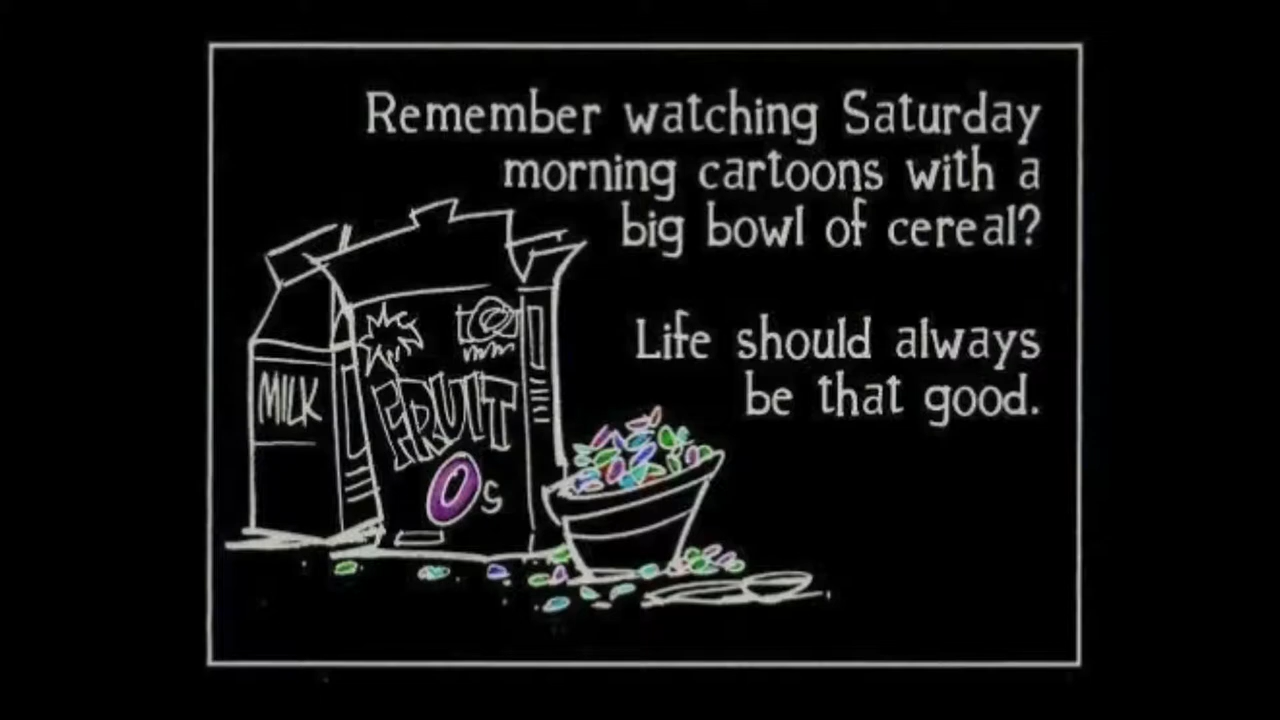 Remember watching Saturday
morning cartoons with a
big bowl of cereal?
Life should always
be that good.
MILK
FRUIT
Os